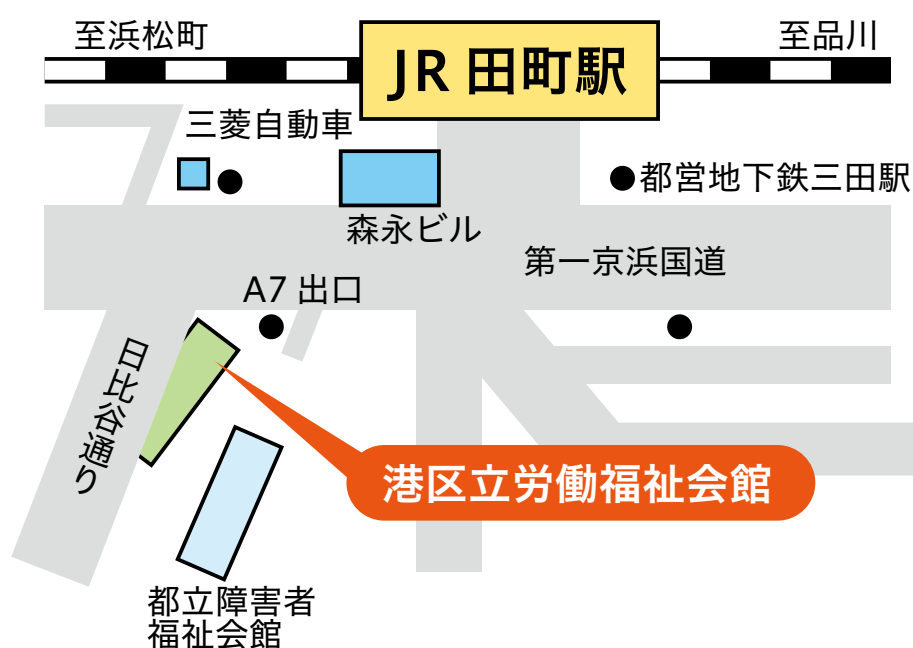 至浜松町
至品川
JR 田町駅
三菱自動車
都営地下鉄三田駅
森永ビル
第一京浜国道
A7 出口
日比谷通り
港区立労働福祉会館
都立障害者
福祉会館